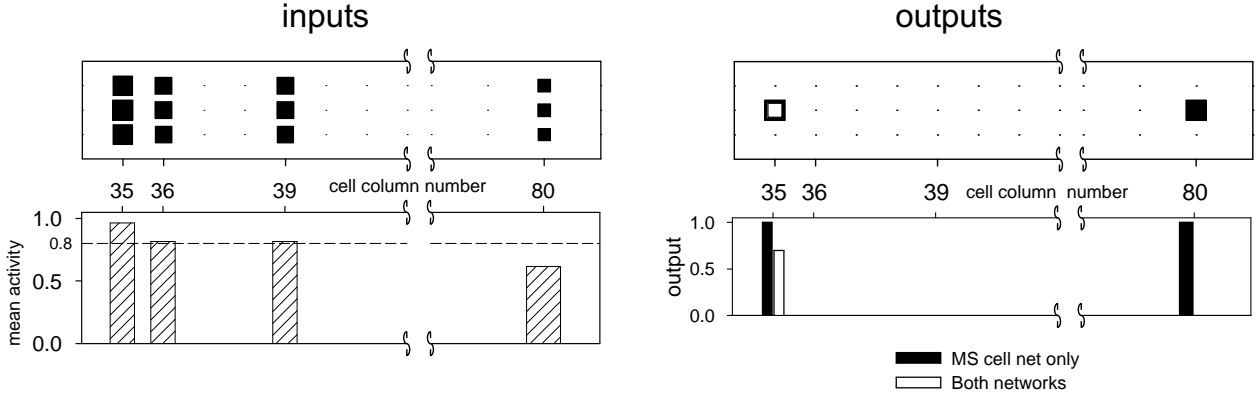 inputs
outputs
35 36 39 cell column number 80
35 36 39 cell column number 80
mean activity
1.0
0.8
0.5
0.0
output
1.0
0.5
0.0
MS cell net only
Both networks